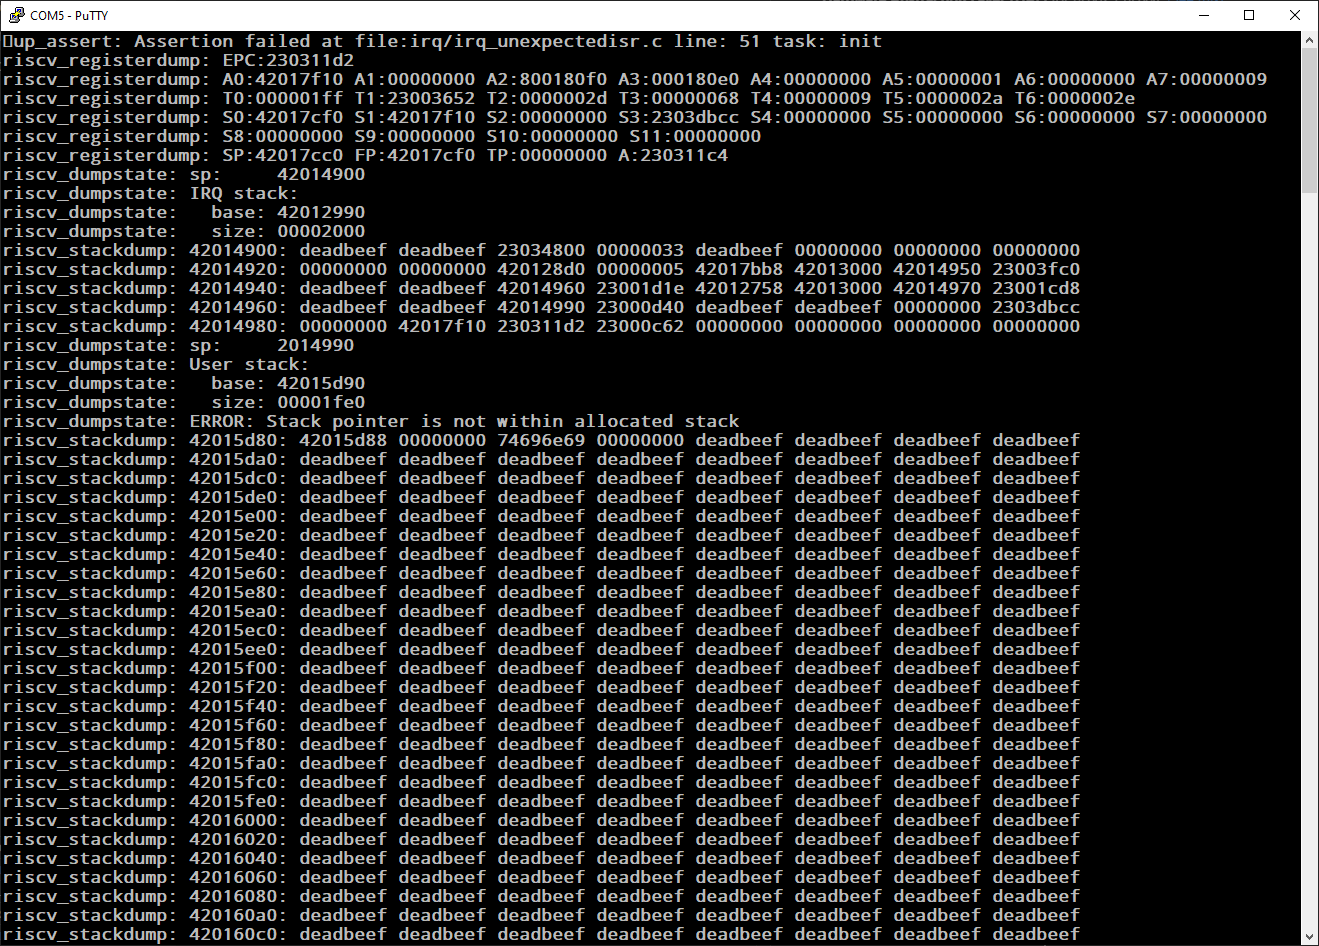 COM5 - PuTTY
up_assert: Assertion failed at file:irq/irq_unexpectedisr.c line: 51 task: init
riscv_registerdump: EPC:230311d2
riscv_registerdump: A0:42017f10 A1:00000000 A2:800180f0 A3:000180e0 A4:00000000 A5:00000001 A6:00000000 A7:00000009
riscv_registerdump: T0:000001ff T1:23003652 T2:0000002d T3:00000068 T4:00000009 T5:0000002a T6:0000002e
riscv_registerdump: S0:42017cf0 S1:42017f10 S2:00000000 S3:2303dbcc S4:00000000 S5:00000000 S6:00000000 S7:00000000
riscv_registerdump: S8:00000000 S9:00000000 S10:00000000 S11:00000000
riscv_registerdump: SP:42017cc0 FP:42017cf0 TP:00000000 A:230311c4
riscv_dumpstate: sp:     42014900
riscv_dumpstate: IRQ stack:
riscv_dumpstate:   base: 42012990
riscv_dumpstate:   size: 00002000
riscv_stackdump: 42014900: deadbeef deadbeef 23034800 00000033 deadbeef 00000000 00000000 00000000
riscv_stackdump: 42014920: 00000000 00000000 420128d0 00000005 42017bb8 42013000 42014950 23003fc0
riscv_stackdump: 42014940: deadbeef deadbeef 42014960 23001d1e 42012758 42013000 42014970 23001cd8
riscv_stackdump: 42014960: deadbeef deadbeef 42014990 23000d40 deadbeef deadbeef 00000000 2303dbcc
riscv_stackdump: 42014980: 00000000 42017f10 230311d2 23000c62 00000000 00000000 00000000 00000000
riscv_dumpstate: sp:     2014990
riscv_dumpstate: User stack:
riscv_dumpstate:   base: 42015d90
riscv_dumpstate:   size: 00001fe0
riscv_dumpstate: ERROR: Stack pointer is not within allocated stack
riscv_stackdump: 42015d80: 42015d88 00000000 74696e69 00000000 deadbeef deadbeef deadbeef deadbeef
riscv_stackdump: 42015da0: deadbeef deadbeef deadbeef deadbeef deadbeef deadbeef deadbeef deadbeef
riscv_stackdump: 42015dc0: deadbeef deadbeef deadbeef deadbeef deadbeef deadbeef deadbeef deadbeef
riscv_stackdump: 42015de0: deadbeef deadbeef deadbeef deadbeef deadbeef deadbeef deadbeef deadbeef
riscv_stackdump: 42015e00: deadbeef deadbeef deadbeef deadbeef deadbeef deadbeef deadbeef deadbeef
riscv_stackdump: 42015e20: deadbeef deadbeef deadbeef deadbeef deadbeef deadbeef deadbeef deadbeef
riscv_stackdump: 42015e40: deadbeef deadbeef deadbeef deadbeef deadbeef deadbeef deadbeef deadbeef
riscv_stackdump: 42015e60: deadbeef deadbeef deadbeef deadbeef deadbeef deadbeef deadbeef deadbeef
riscv_stackdump: 42015e80: deadbeef deadbeef deadbeef deadbeef deadbeef deadbeef deadbeef deadbeef
riscv_stackdump: 42015ea0: deadbeef deadbeef deadbeef deadbeef deadbeef deadbeef deadbeef deadbeef
riscv_stackdump: 42015ec0: deadbeef deadbeef deadbeef deadbeef deadbeef deadbeef deadbeef deadbeef
riscv_stackdump: 42015ee0: deadbeef deadbeef deadbeef deadbeef deadbeef deadbeef deadbeef deadbeef
riscv_stackdump: 42015f00: deadbeef deadbeef deadbeef deadbeef deadbeef deadbeef deadbeef deadbeef
riscv_stackdump: 42015f20: deadbeef deadbeef deadbeef deadbeef deadbeef deadbeef deadbeef deadbeef
riscv_stackdump: 42015f40: deadbeef deadbeef deadbeef deadbeef deadbeef deadbeef deadbeef deadbeef
riscv_stackdump: 42015f60: deadbeef deadbeef deadbeef deadbeef deadbeef deadbeef deadbeef deadbeef
riscv_stackdump: 42015f80: deadbeef deadbeef deadbeef deadbeef deadbeef deadbeef deadbeef deadbeef
riscv_stackdump: 42015fa0: deadbeef deadbeef deadbeef deadbeef deadbeef deadbeef deadbeef deadbeef
riscv_stackdump: 42015fc0: deadbeef deadbeef deadbeef deadbeef deadbeef deadbeef deadbeef deadbeef
riscv_stackdump: 42015fe0: deadbeef deadbeef deadbeef deadbeef deadbeef deadbeef deadbeef deadbeef
riscv_stackdump: 42016000: deadbeef deadbeef deadbeef deadbeef deadbeef deadbeef deadbeef deadbeef
riscv_stackdump: 42016020: deadbeef deadbeef deadbeef deadbeef deadbeef deadbeef deadbeef deadbeef
riscv_stackdump: 42016040: deadbeef deadbeef deadbeef deadbeef deadbeef deadbeef deadbeef deadbeef
riscv_stackdump: 42016060: deadbeef deadbeef deadbeef deadbeef deadbeef deadbeef deadbeef deadbeef
riscv_stackdump: 42016080: deadbeef deadbeef deadbeef deadbeef deadbeef deadbeef deadbeef deadbeef
riscv_stackdump: 420160a0: deadbeef deadbeef deadbeef deadbeef deadbeef deadbeef deadbeef deadbeef
riscv_stackdump: 420160c0: deadbeef deadbeef deadbeef deadbeef deadbeef deadbeef deadbeef deadbeef